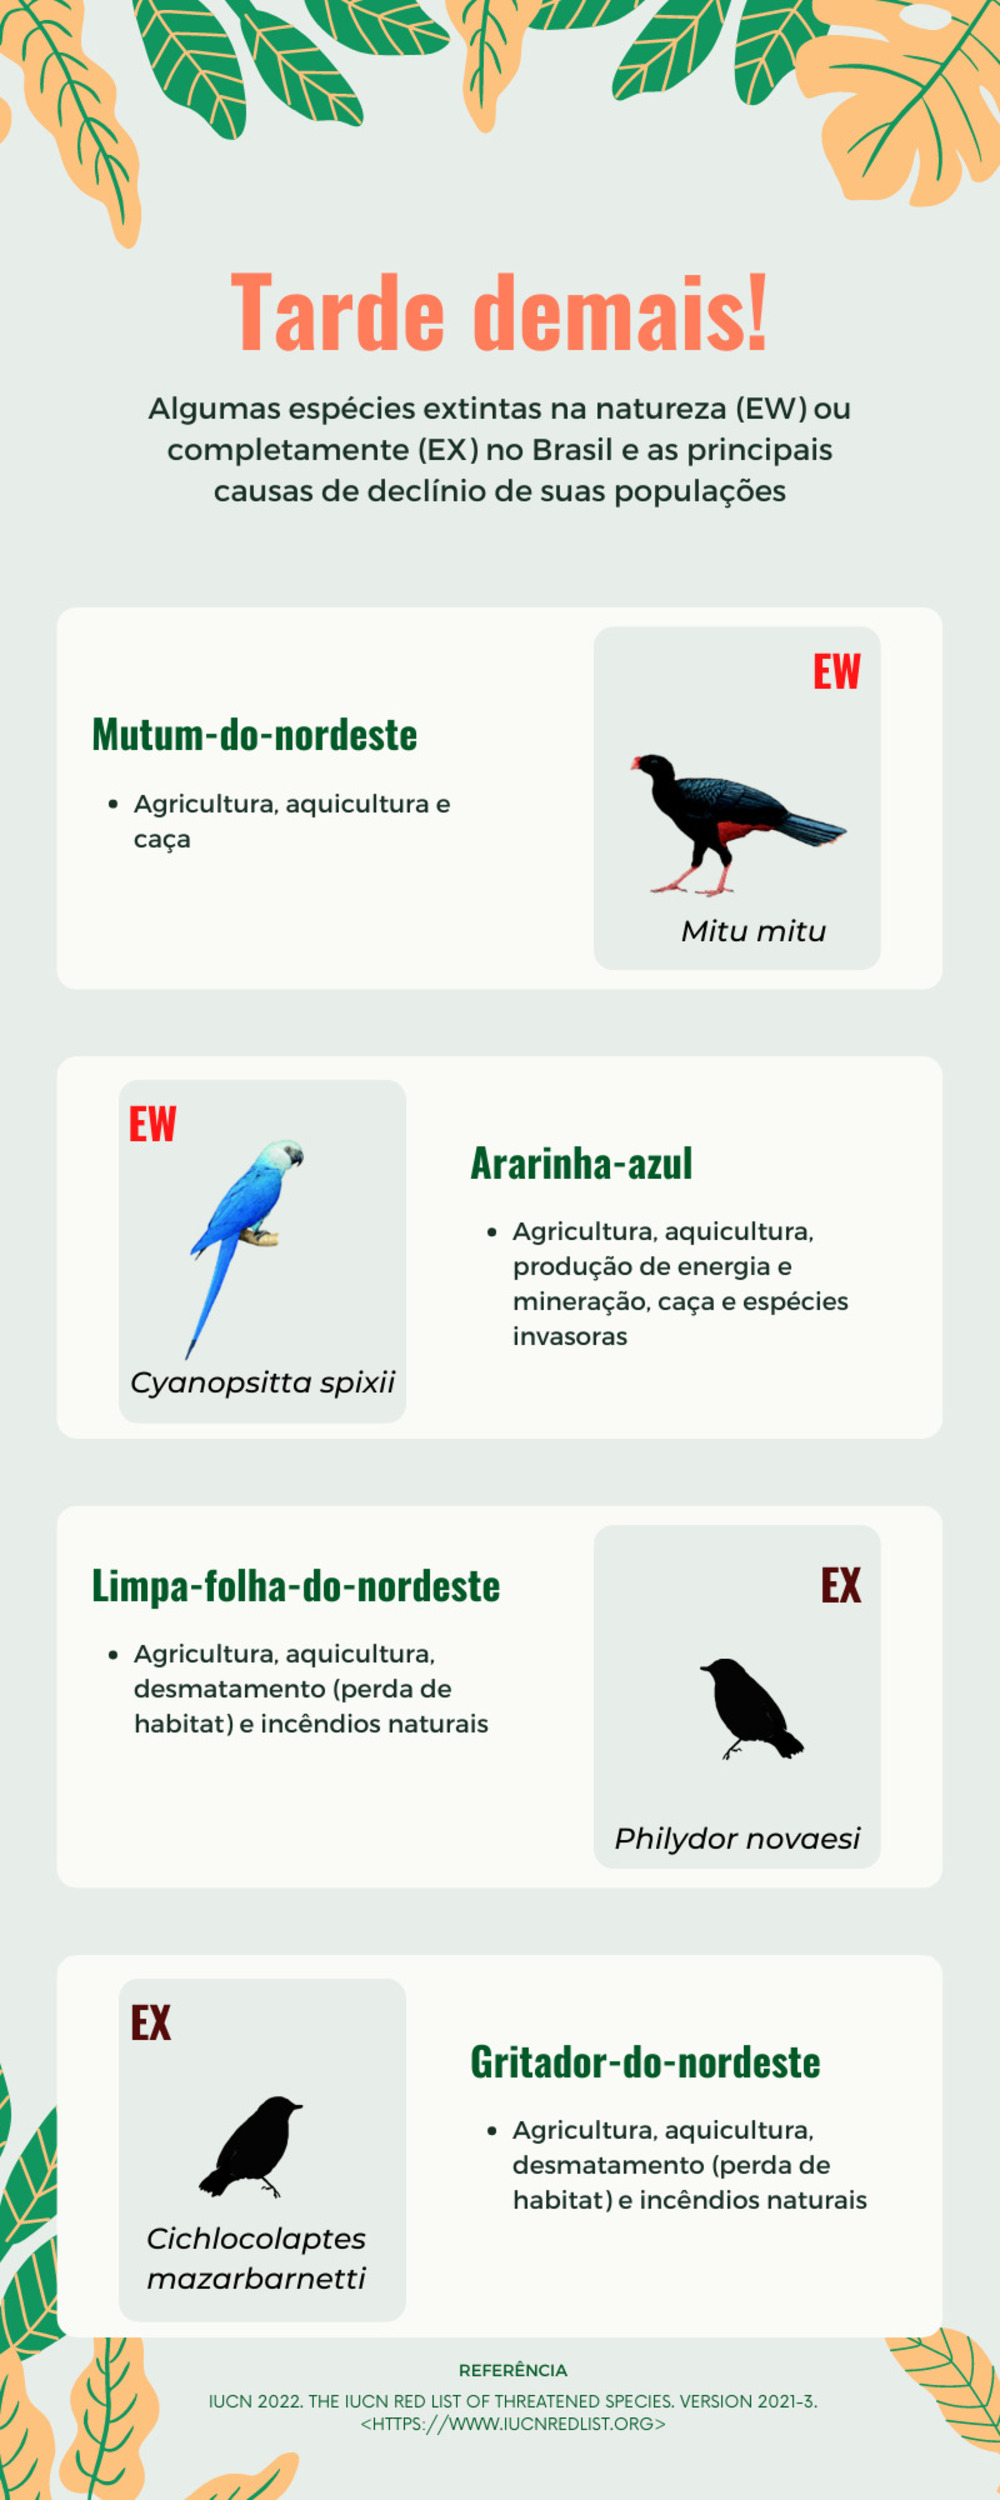 Tarde demais!
Algumas espécies extintas na natureza (EW) ou
completamente (EX) no Brasil e as principais
causas de declínio de suas populações
EW
Mutum-do-nordeste
• Agricultura, aquicultura e
caça
Mitu mitu
EW
Ararinha-azul
• Agricultura, aquicultura,
produção de energia e
mineração, caça e espécies
invasoras
Cyanopsitta spixii
Limpa-folha-do-nordeste
EX
• Agricultura, aquicultura,
desmatamento (perda de
habitat) e incêndios naturais
Philydor novaesi
EX
Gritador-do-nordeste
• Agricultura, aquicultura,
desmatamento (perda de
habitat) e incêndios naturais
Cichlocolaptes
mazarbarnetti
REFERÊNCIA
IUCN 2022. THE IUCN RED LIST OF THREATENED SPECIES. VERSION 2021-3.
<HTTPS://WWW.IUCNREDLIST.ORG>